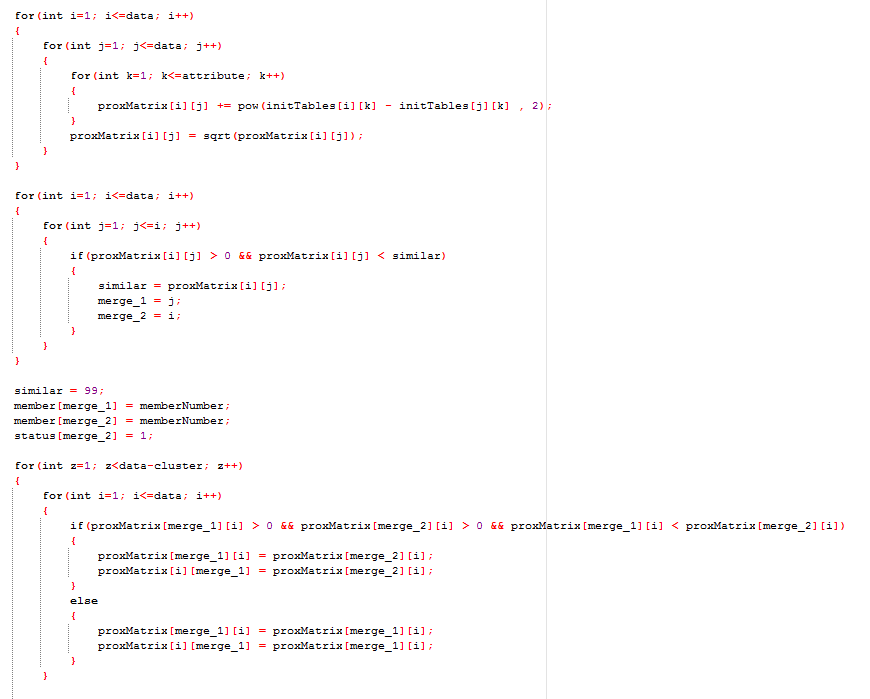 for(int i=1; i<=data; i++)
{
    for(int j=1; j<=data; j++)
    {
        for(int k=1; k<=attribute; k++)
        {
            proxMatrix[i][j] += pow(initTables[i][k] - initTables[j][k] , 2);
        }
        proxMatrix[i][j] = sqrt(proxMatrix[i][j]);
    }
}

for(int i=1; i<=data; i++)
{
    for(int j=1; j<=i; j++)
    {
        if(proxMatrix[i][j] > 0 && proxMatrix[i][j] < similar)
        {
            similar = proxMatrix[i][j];
            merge_1 = j;
            merge_2 = i;
        }
    }
}

similar = 99;
member[merge_1] = memberNumber;
member[merge_2] = memberNumber;
status[merge_2] = 1;

for(int z=1; z<data-cluster; z++)
{
    for(int i=1; i<=data; i++)
    {
        if(proxMatrix[merge_1][i] > 0 && proxMatrix[merge_2][i] > 0 && proxMatrix[merge_1][i] < proxMatrix[merge_2][i])
        {
            proxMatrix[merge_1][i] = proxMatrix[merge_2][i];
            proxMatrix[i][merge_1] = proxMatrix[merge_2][i];
        }
        else
        {
            proxMatrix[merge_1][i] = proxMatrix[merge_1][i];
            proxMatrix[i][merge_1] = proxMatrix[merge_1][i];
        }
    }